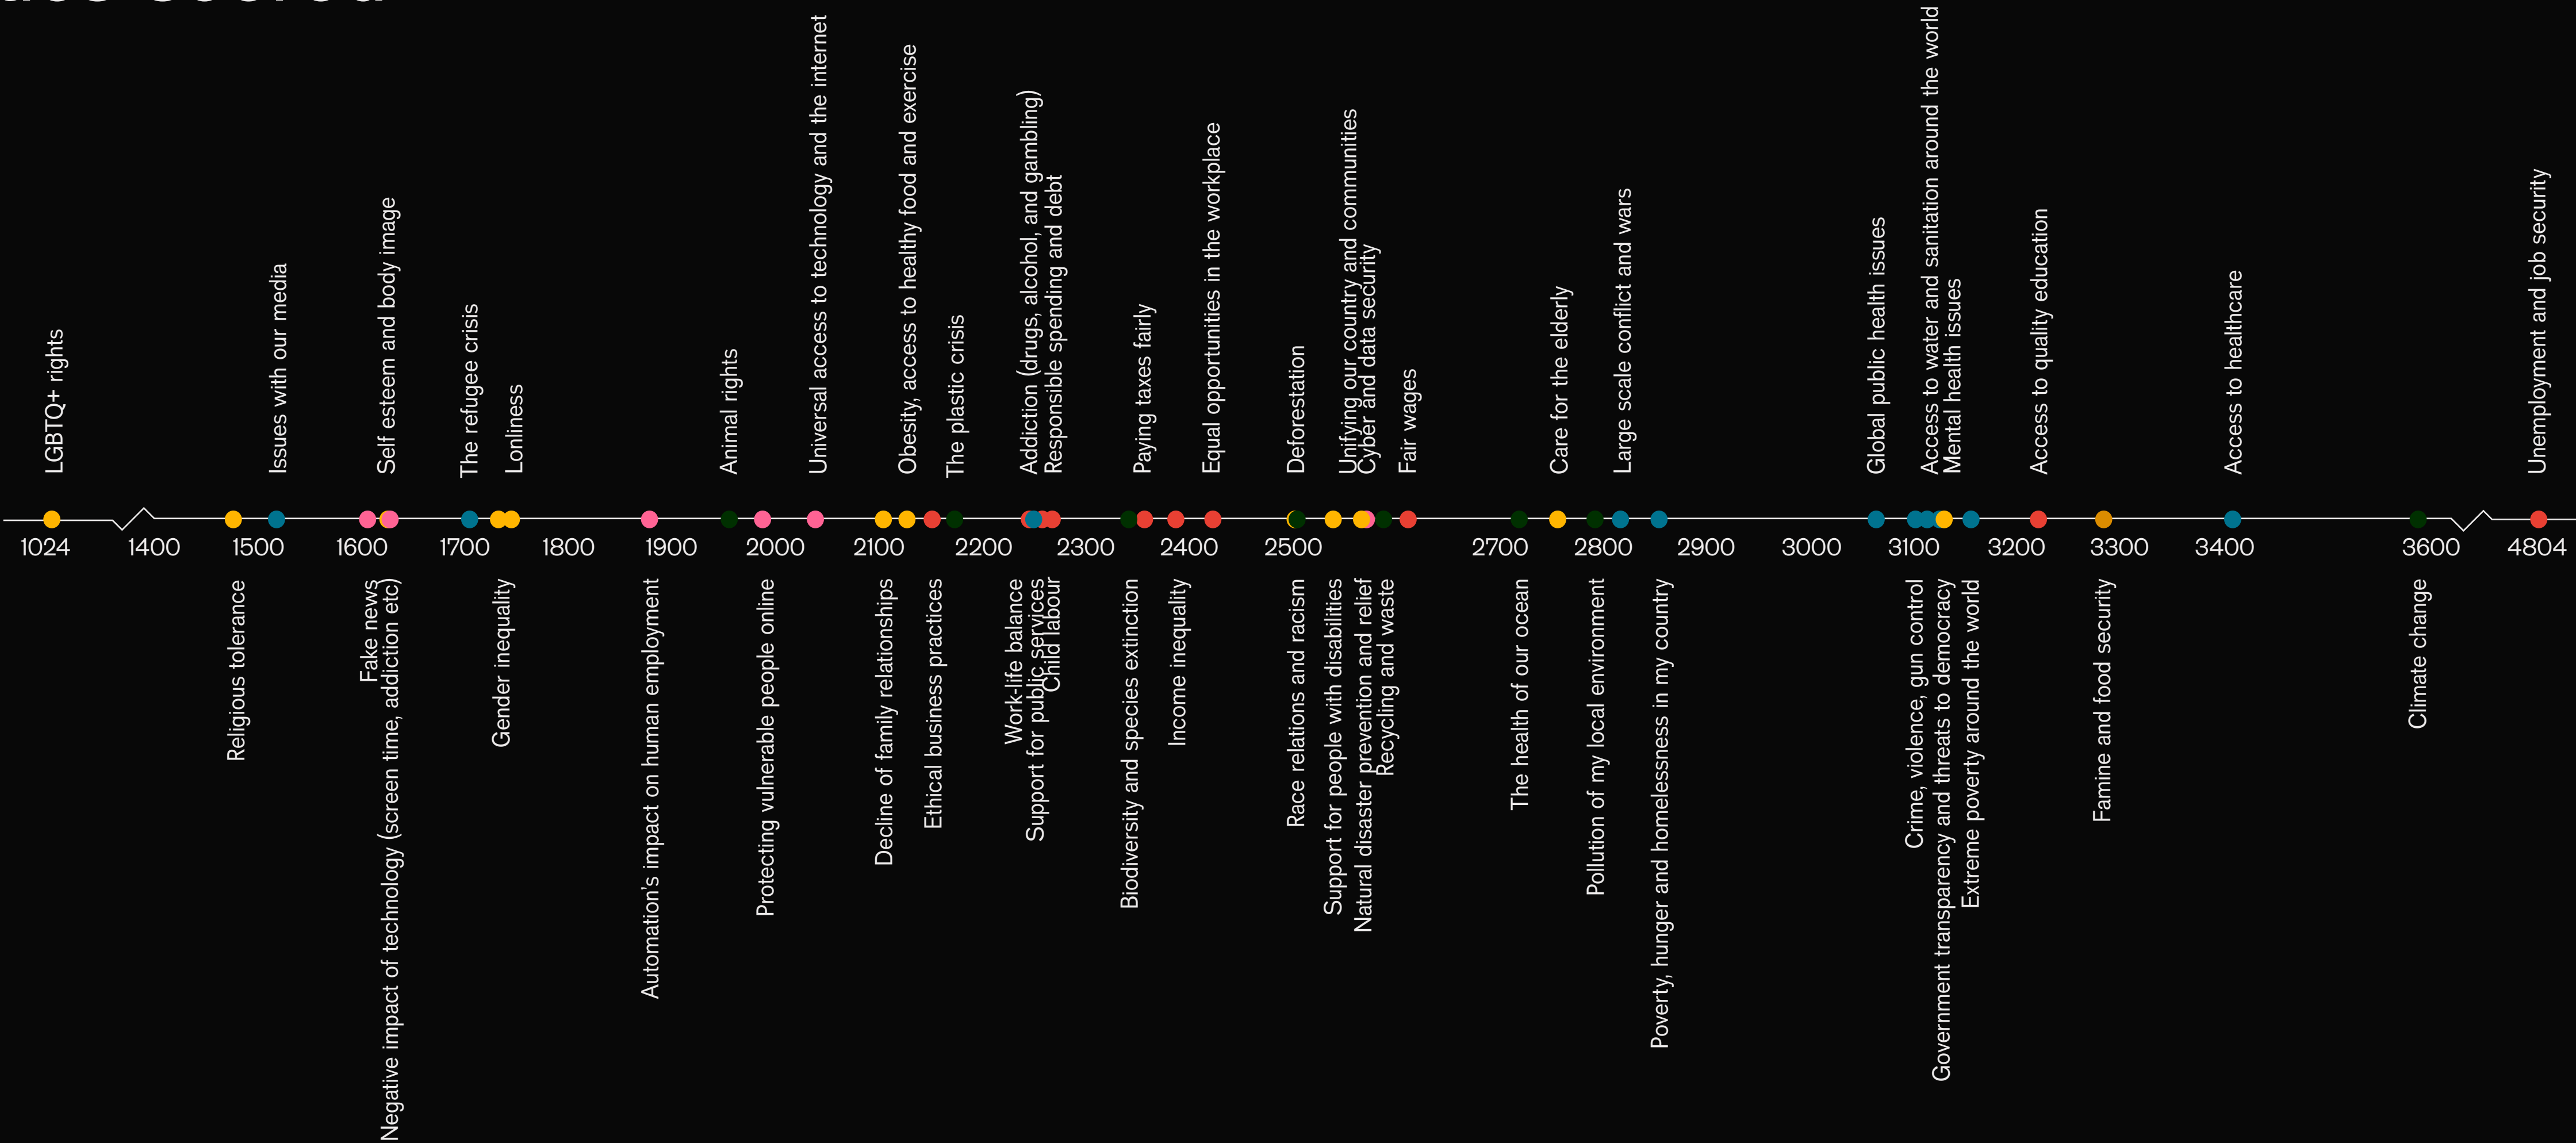 LGBTQ+ rights
Issues with our media
Self esteem and body image
The refugee crisis
Lonliness
Animal rights
Universal access to technology and the internet
Obesity, access to healthy food and exercise
The plastic crisis
Addiction (drugs, alcohol, and gambling)
Responsible spending and debt
Paying taxes fairly
Equal opportunities in the workplace
Deforestation
Unifying our country and communities
Cyber and data security
Fair wages
Care for the elderly
Large scale conflict and wars
Global public health issues
Access to water and sanitation around the world
Mental health issues
Access to quality education
Access to healthcare
Unemployment and job security
1024 1400 1500 1600 1700 1800 1900 2000 2100 2200 2300 2400 2500 2700 2800 2900 3000 3100 3200 3300 3400 3600 4804
Religious tolerance
Fake news
Negative impact of technology (screen time, addiction etc)
Gender inequality
Automation's impact on human employment
Protecting vulnerable people online
Decline of family relationships
Ethical business practices
Work-life balance
Support for public services
Child labour
Biodiversity and species extinction
Income inequality
Race relations and racism
Support for people with disabilities
Natural disaster prevention and relief
Recycling and waste
The health of our ocean
Pollution of my local environment
Poverty, hunger and homelessness in my country
Crime, violence, gun control
Government transparency and threats to democracy
Extreme poverty around the world
Famine and food security
Climate change